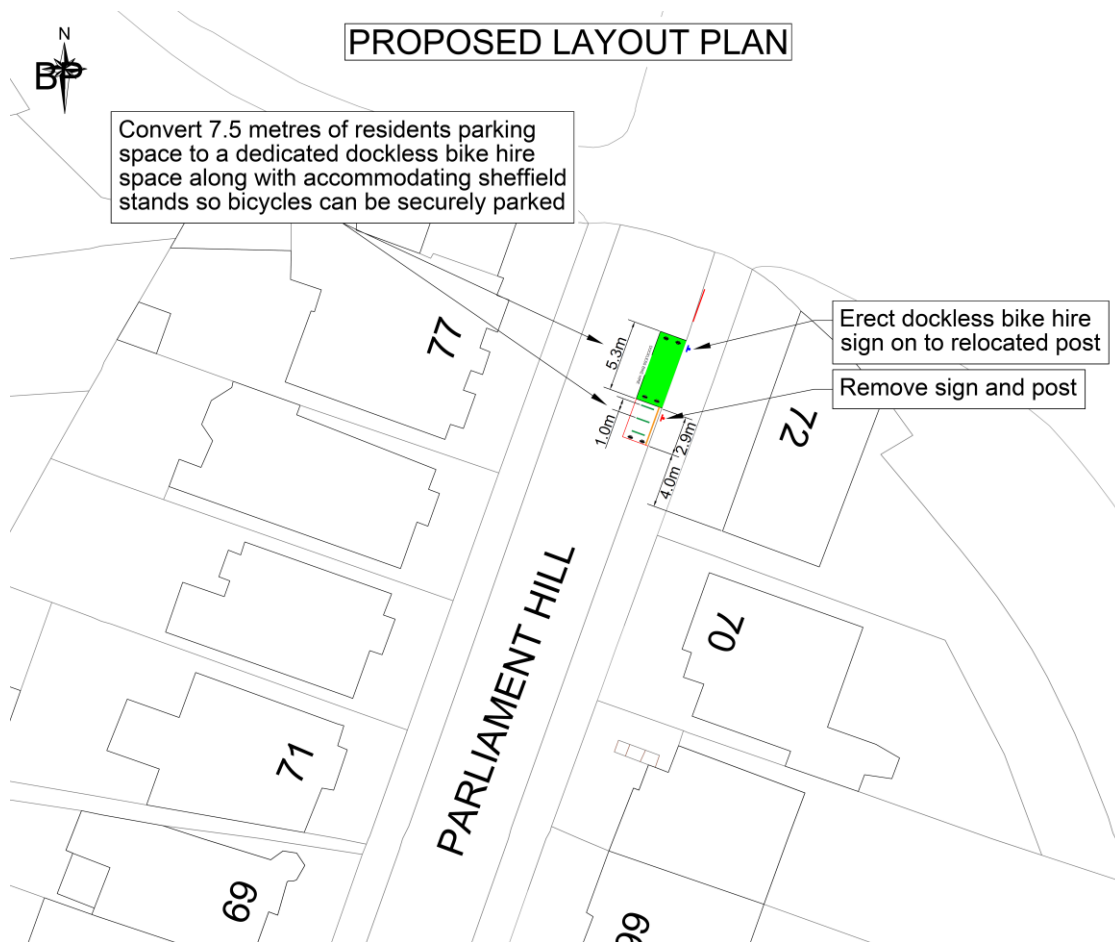 PROPOSED LAYOUT PLAN
N
BP
Convert 7.5 metres of residents parking
space to a dedicated dockless bike hire
space along with accommodating sheffield
stands so bicycles can be securely parked
Erect dockless bike hire
sign on to relocated post
Remove sign and post
5.3m
1.0m
2.9m
4.0m
77
72
70
71
69
66
PARLIAMENT HILL